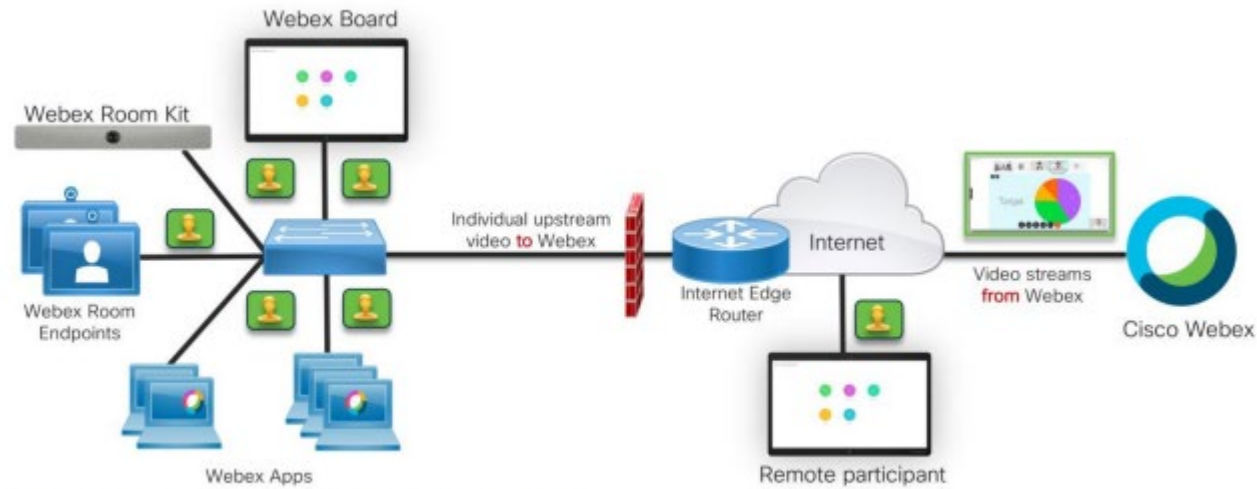 Webex Board
Webex Room Kit
Webex Room
Endpoints
Webex Apps
Individual upstream
video to Webex
Internet Edge
Router
Internet
Remote participant
Target
Video streams
from Webex
Cisco Webex